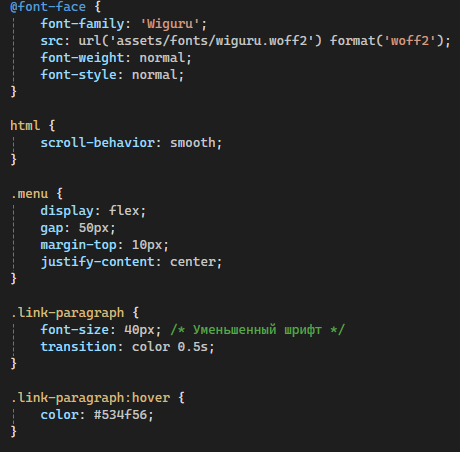 @font-face {
    font-family: 'Wiguru';
    src: url('assets/fonts/wiguru.woff2') format('woff2');
    font-weight: normal;
    font-style: normal;
}

html {
    scroll-behavior: smooth;
}

.menu {
    display: flex;
    gap: 50px;
    margin-top: 10px;
    justify-content: center;
}

.link-paragraph {
    font-size: 40px; /* Уменьшенный шрифт */
    transition: color 0.5s;
}

.link-paragraph:hover {
    color: #534f56;
}